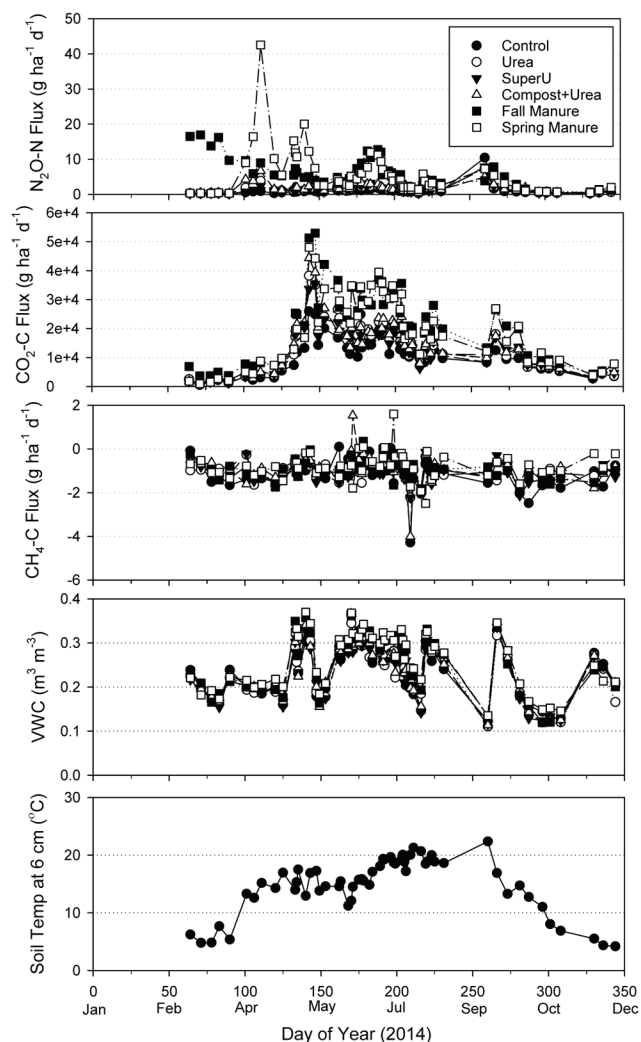 N2O-N Flux (g ha-1 d-1)
50
40
30
20
10
0
Control
Urea
SuperU
Compost+Urea
Fall Manure
Spring Manure
CO2-C Flux (g ha-1 d-1)
6e+4
5e+4
4e+4
3e+4
2e+4
1e+4
0
CH4-C Flux (g ha-1 d-1)
2
0
-2
-4
-6
VWC (m3 m-3)
0.4
0.3
0.2
0.1
0.0
Soil Temp at 6 cm (oC)
30
20
10
0
0 50 100 150 200 250 300 350
Jan Feb Apr May Jul Sep Oct Dec
Day of Year (2014)